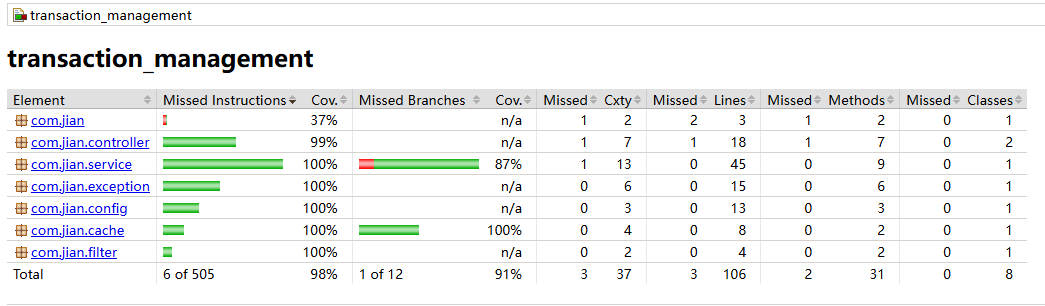 transaction_management
transaction_management
Element Missed Instructions Cov. Missed Branches Cov. Missed Cxty Missed Lines Missed Methods Missed Classes
com.jian 37% n/a 1 2 2 3 1 2 0 1
com.jian.controller 99% n/a 1 7 1 18 1 7 0 2
com.jian.service 100% 87% 1 13 0 45 0 9 0 1
com.jian.exception 100% n/a 0 6 0 15 0 6 0 1
com.jian.config 100% n/a 0 3 0 13 0 3 0 1
com.jian.cache 100% 100% 0 4 0 8 0 2 0 1
com.jian.filter 100% n/a 0 2 0 4 0 2 0 1
Total 6 of 505 98% 1 of 12 91% 3 37 3 106 2 31 0 8